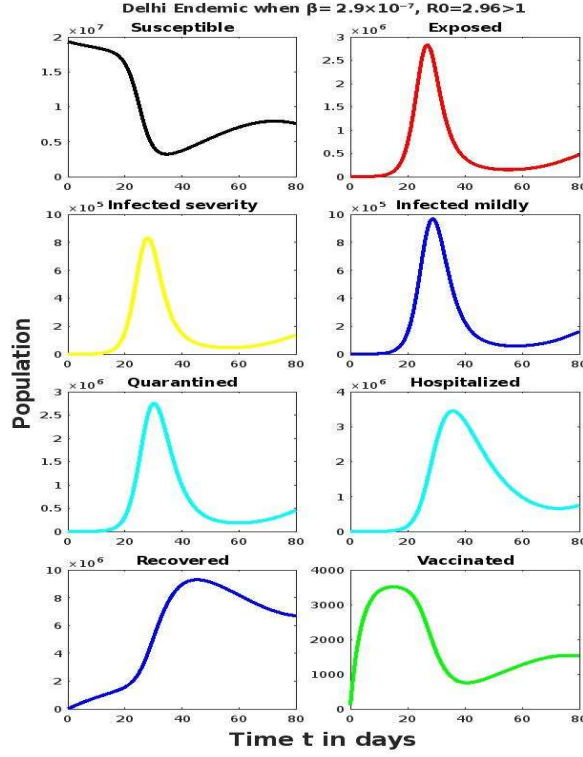 Delhi Endemic when β= 2.9×10⁻⁷, R0=2.96>1
Susceptible
×10⁷
2
1.5
1
0.5
0
0 20 40 60 80
Exposed
×10⁶
3
2.5
2
1.5
1
0.5
0
0 20 40 60 80
Infected severity
×10⁵
10
8
6
4
2
0
0 20 40 60 80
Infected mildly
×10⁵
10
8
6
4
2
0
0 20 40 60 80
Population
Quarantined
×10⁶
3
2.5
2
1.5
1
0.5
0
0 20 40 60 80
Hospitalized
×10⁶
4
3
2
1
0
0 20 40 60 80
Recovered
×10⁶
10
8
6
4
2
0
0 20 40 60 80
Vaccinated
4000
3000
2000
1000
0
0 20 40 60 80
Time t in days